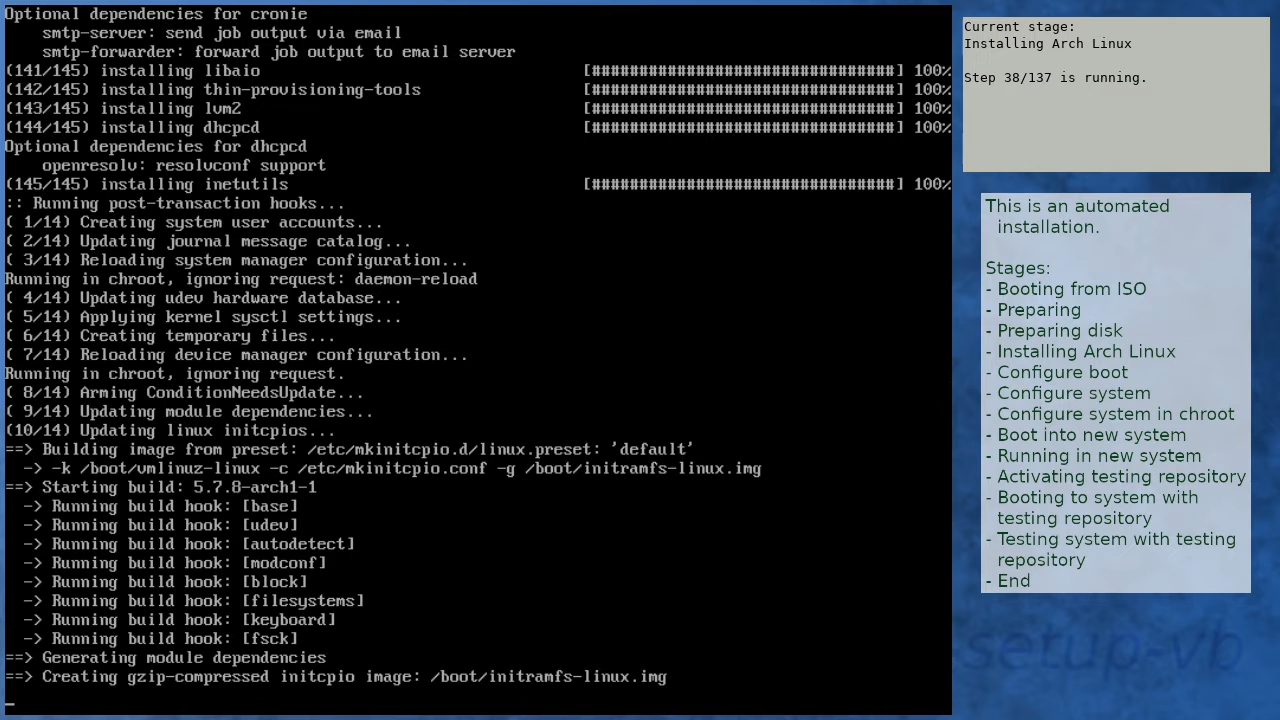 Optional dependencies for cronie
    smtp-server: send job output via email
    smtp-forwarder: forward job output to email server
(141/145) installing libaio                                  [################################] 100%
(142/145) installing thin-provisioning-tools                 [################################] 100%
(143/145) installing lvm2                                    [################################] 100%
(144/145) installing dhcpcd                                  [################################] 100%
Optional dependencies for dhcpcd
    openresolv: resolvconf support
(145/145) installing inetutils                               [################################] 100%
:: Running post-transaction hooks...
( 1/14) Creating system user accounts...
( 2/14) Updating journal message catalog...
( 3/14) Reloading system manager configuration...
Running in chroot, ignoring request: daemon-reload
( 4/14) Updating udev hardware database...
( 5/14) Applying kernel sysctl settings...
( 6/14) Creating temporary files...
( 7/14) Reloading device manager configuration...
Running in chroot, ignoring request.
( 8/14) Arming ConditionNeedsUpdate...
( 9/14) Updating module dependencies...
(10/14) Updating linux initcpios...
==> Building image from preset: /etc/mkinitcpio.d/linux.preset: 'default'
  -> -k /boot/vmlinuz-linux -c /etc/mkinitcpio.conf -g /boot/initramfs-linux.img
==> Starting build: 5.7.8-arch1-1
  -> Running build hook: [base]
  -> Running build hook: [udev]
  -> Running build hook: [autodetect]
  -> Running build hook: [modconf]
  -> Running build hook: [block]
  -> Running build hook: [filesystems]
  -> Running build hook: [keyboard]
  -> Running build hook: [fsck]
==> Generating module dependencies
==> Creating gzip-compressed initcpio image: /boot/initramfs-linux.img
_
Current stage:
Installing Arch Linux
Step 38/137 is running.
This is an automated
installation.
Stages:
- Booting from ISO
- Preparing
- Preparing disk
- Installing Arch Linux
- Configure boot
- Configure system
- Configure system in chroot
- Boot into new system
- Running in new system
- Activating testing repository
- Booting to system with
testing repository
- Testing system with testing
repository
- End
setup-vb